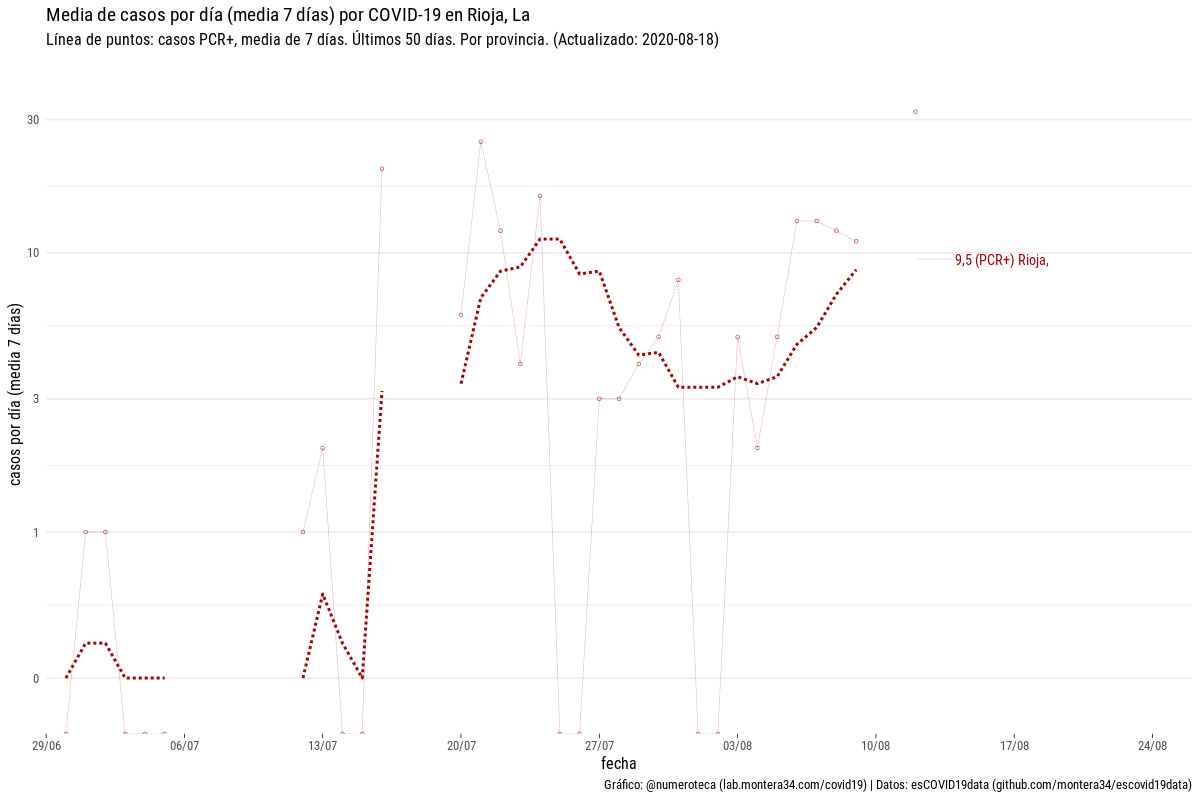 Media de casos por día (media 7 días) por COVID-19 en Rioja, La
Línea de puntos: casos PCR+, media de 7 días. Últimos 50 días. Por provincia. (Actualizado: 2020-08-18)
casos por día (media 7 días)
30
10
3
1
0
9,5 (PCR+) Rioja,
29/06
06/07
13/07
20/07
27/07
03/08
10/08
17/08
24/08
fecha
Gráfico: @numeroteca (lab.montera34.com/covid19) | Datos: esCOVID19data (github.com/montera34/escovid19data)